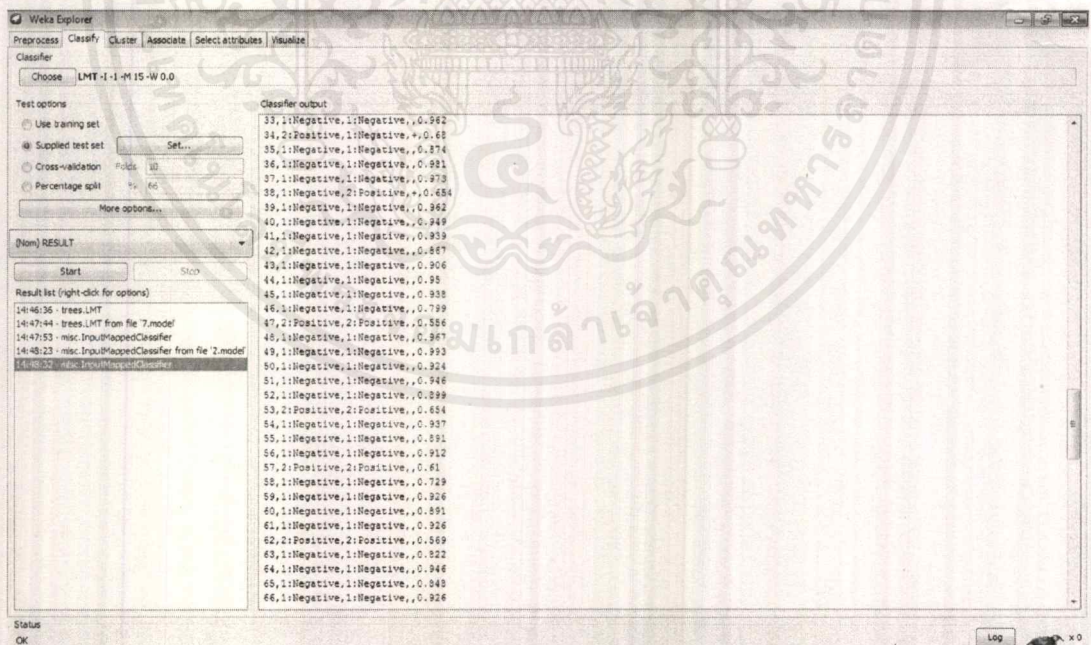 Weka Explorer
Preprocess Classify Cluster Associate Select attributes Visualize
Classifier
Choose LMT -I -1 -M 15 -W 0.0
Test options
Use training set
Supplied test set Set...
Cross-validation Folds 10
Percentage split % 66
More options...
(Nom) RESULT
Start Stop
Result list (right-click for options)
14:46:36 - trees.LMT
14:47:44 - trees.LMT from file '7.model'
14:47:53 - misc.InputMappedClassifier
14:48:23 - misc.InputMappedClassifier from file '2.model'
14:48:32 - misc.InputMappedClassifier
Classifier output
33,1:Negative,1:Negative,,0.962
34,2:Positive,1:Negative,+,0.68
35,1:Negative,1:Negative,,0.874
36,1:Negative,1:Negative,,0.981
37,1:Negative,1:Negative,,0.973
38,1:Negative,2:Positive,+,0.654
39,1:Negative,1:Negative,,0.962
40,1:Negative,1:Negative,,0.949
41,1:Negative,1:Negative,,0.939
42,1:Negative,1:Negative,,0.867
43,1:Negative,1:Negative,,0.906
44,1:Negative,1:Negative,,0.95
45,1:Negative,1:Negative,,0.938
46,1:Negative,1:Negative,,0.799
47,2:Positive,2:Positive,,0.556
48,1:Negative,1:Negative,,0.967
49,1:Negative,1:Negative,,0.993
50,1:Negative,1:Negative,,0.924
51,1:Negative,1:Negative,,0.946
52,1:Negative,1:Negative,,0.899
53,2:Positive,2:Positive,,0.654
54,1:Negative,1:Negative,,0.937
55,1:Negative,1:Negative,,0.891
56,1:Negative,1:Negative,,0.912
57,2:Positive,2:Positive,,0.61
58,1:Negative,1:Negative,,0.729
59,1:Negative,1:Negative,,0.926
60,1:Negative,1:Negative,,0.891
61,1:Negative,1:Negative,,0.926
62,2:Positive,2:Positive,,0.569
63,1:Negative,1:Negative,,0.822
64,1:Negative,1:Negative,,0.946
65,1:Negative,1:Negative,,0.848
66,1:Negative,1:Negative,,0.926
Status
OK
Log x 0